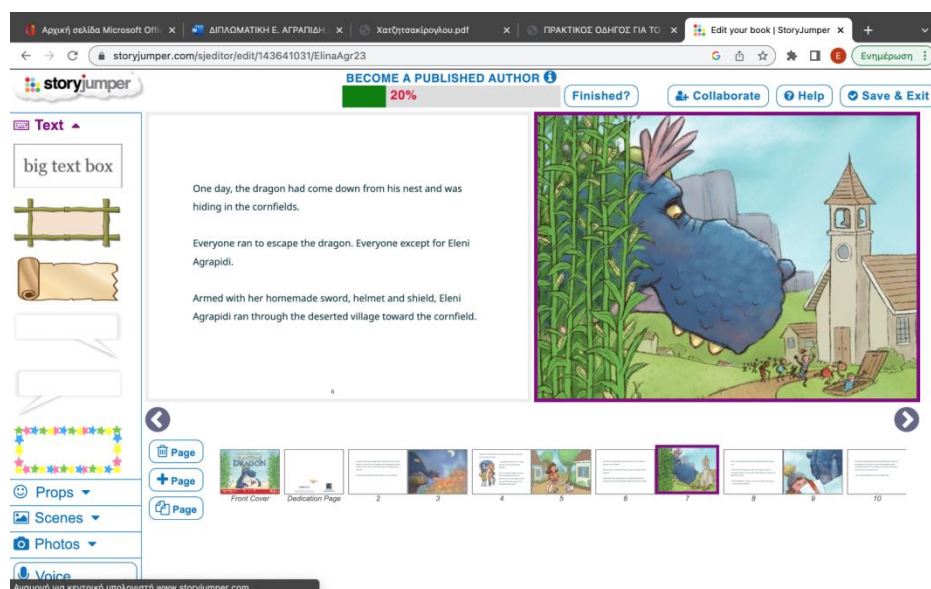 Αρχική σελίδα Microsoft Offic
ΔΙΠΛΩΜΑΤΙΚΗ Ε. ΑΓΡΑΠΙΔΗ
Χατζητσακίρογλου.pdf
ΠΡΑΚΤΙΚΟΣ ΟΔΗΓΟΣ ΓΙΑ ΤΟ
Edit your book | StoryJumper
storyjumper.com/sjeditor/edit/143641031/ElinaAgr23
E
Ενημέρωση
storyjumper
BECOME A PUBLISHED AUTHOR
20%
Finished?
Collaborate
Help
Save & Exit
Text
big text box
One day, the dragon had come down from his nest and was
hiding in the cornfields.
Everyone ran to escape the dragon. Everyone except for Eleni
Agrapidi.
Armed with her homemade sword, helmet and shield, Eleni
Agrapidi ran through the deserted village toward the cornfield.
6
Page
Page
Page
DRAGON
Front Cover
Dedication Page
2
3
4
5
6
7
8
9
10
Props
Scenes
Photos
Voice
Αναμονή για κεντρικό υπολογιστή www.storyjumper.com